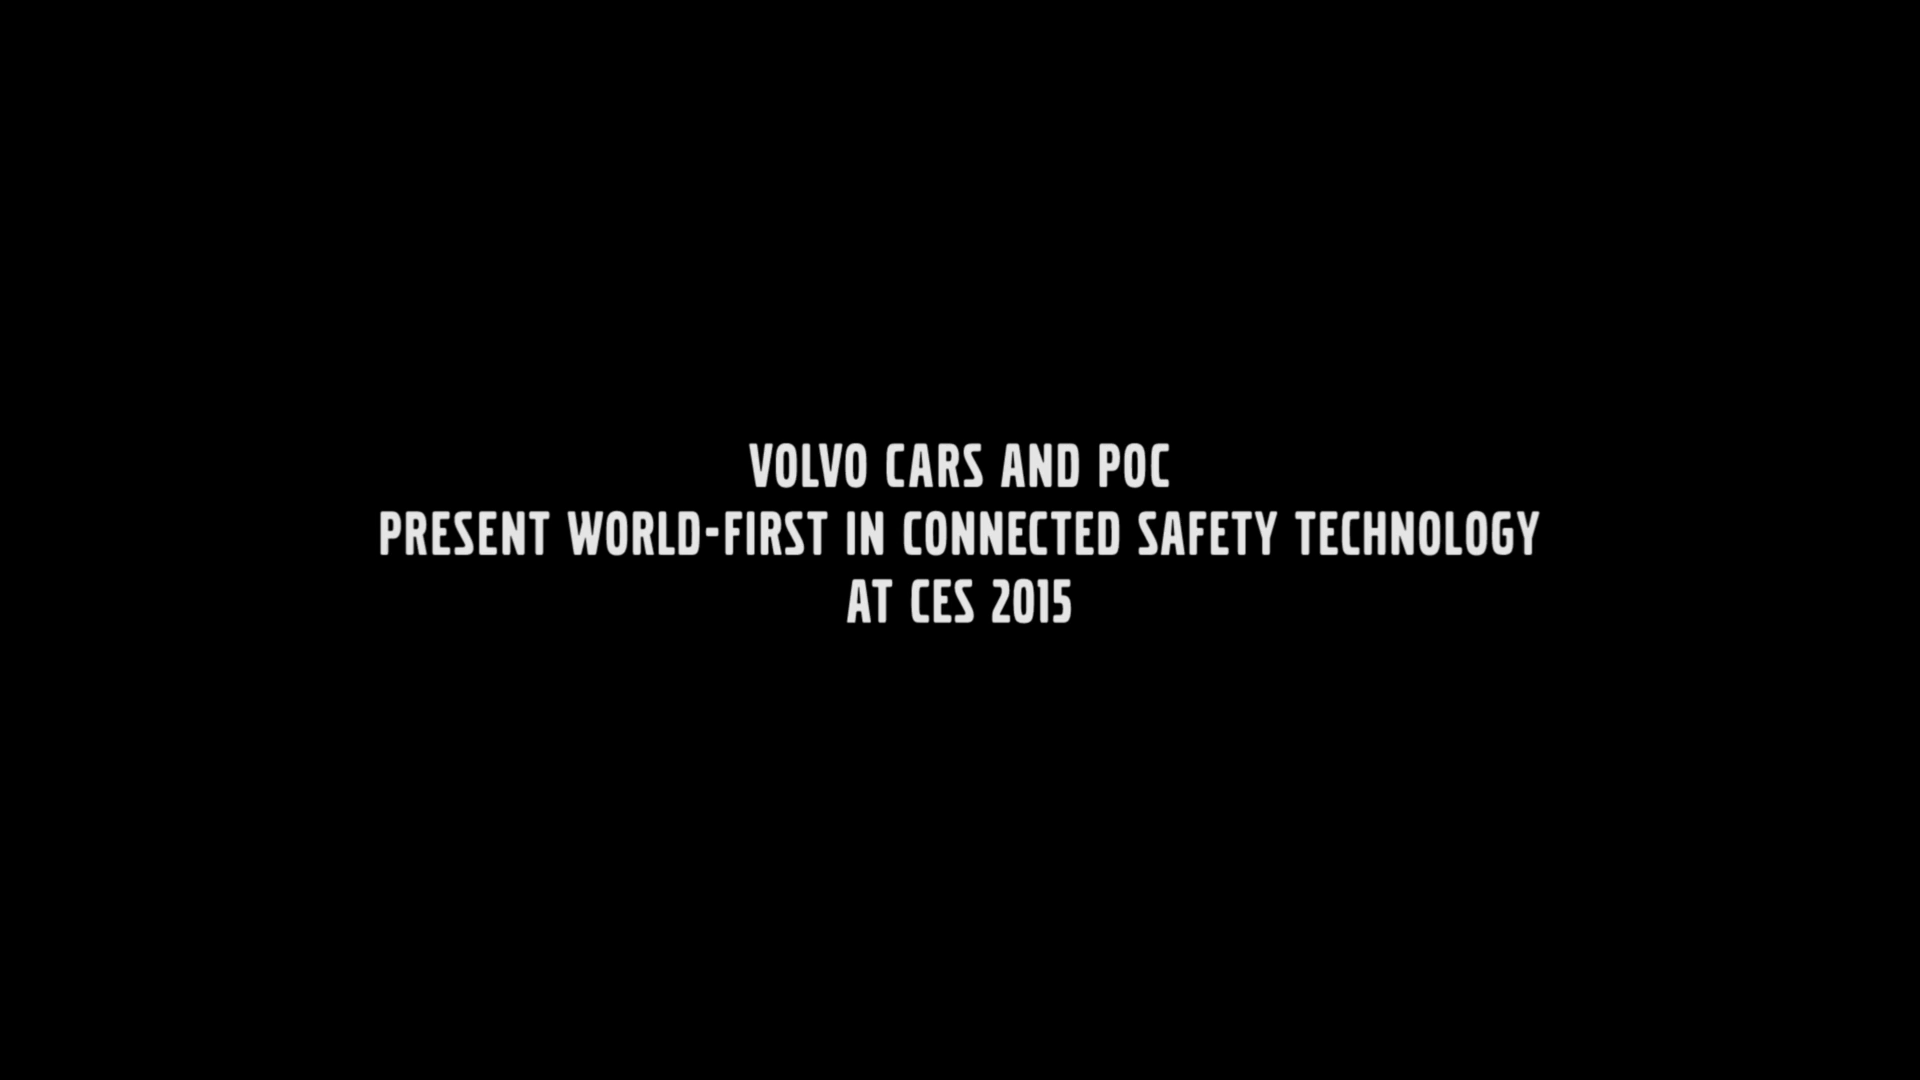 VOLVO CARS AND POC
PRESENT WORLD-FIRST IN CONNECTED SAFETY TECHNOLOGY
AT CES 2015